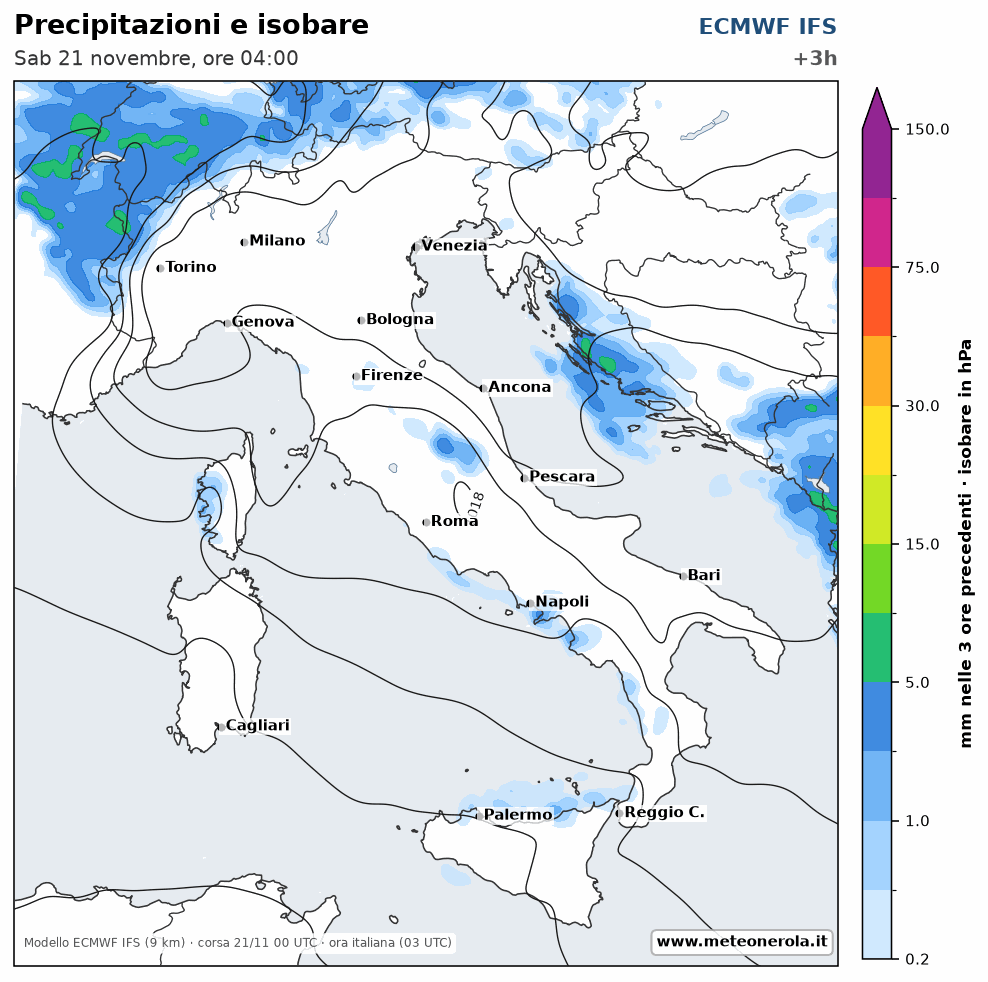 Precipitazioni e isobare
ECMWF IFS
Sab 21 novembre, ore 04:00
+3h
150.0
75.0
30.0
15.0
5.0
1.0
0.2
mm nelle 3 ore precedenti · isobare in hPa
Milano
Venezia
Torino
Genova
Bologna
Firenze
Ancona
Pescara
018
Roma
Bari
Napoli
Cagliari
Palermo
Reggio C.
Modello ECMWF IFS (9 km) · corsa 21/11 00 UTC · ora italiana (03 UTC)
www.meteonerola.it